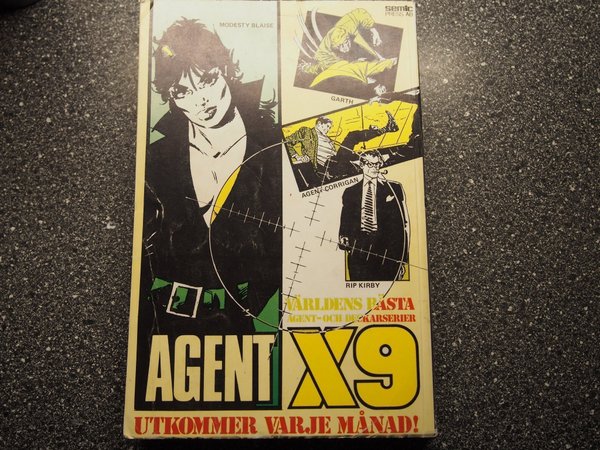 MODESTY BLAISE
semic
PRESS AB
GARTH
AGENT CORRIGAN
RIP KIRBY
VÄRLDENS BÄSTA
AGENT-OCH DECKARSERIER
AGENT X9
UTKOMMER VARJE MÅNAD!